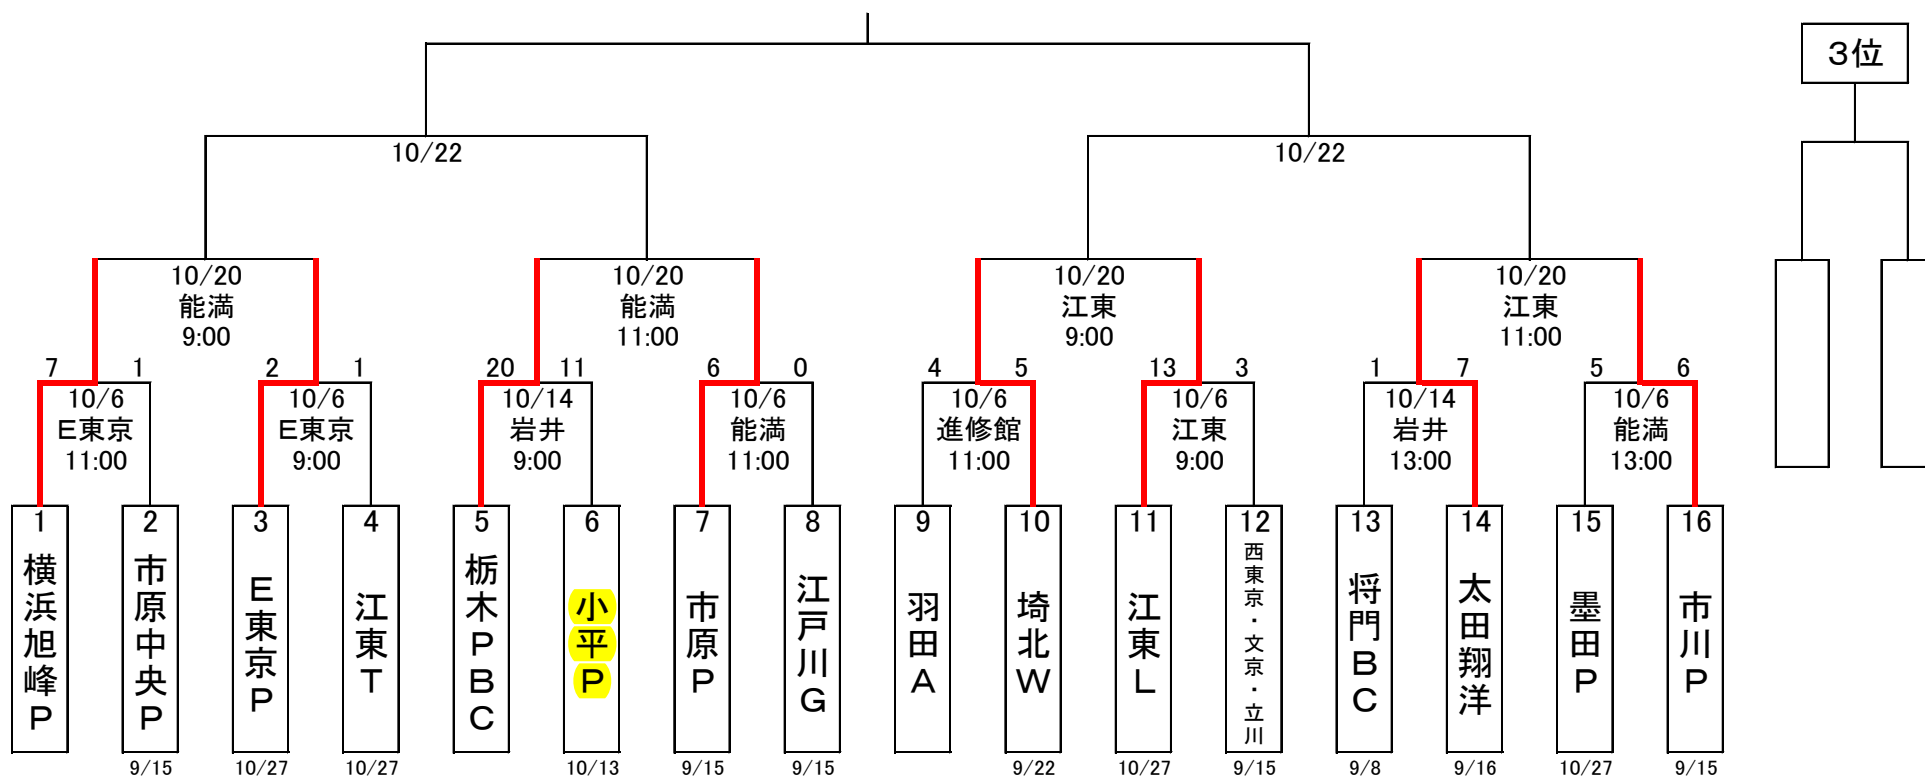 ３位
10/22
10/22
10/20
能満
9:00
10/20
能満
11:00
10/20
江東
9:00
10/20
江東
11:00
7 1
2 1
20 11
6 0
4 5
13 3
1 7
5 6
10/6
Ｅ東京
11:00
10/6
Ｅ東京
9:00
10/14
岩井
9:00
10/6
能満
11:00
10/6
進修館
11:00
10/6
江東
9:00
10/14
岩井
13:00
10/6
能満
13:00
1
横浜旭峰Ｐ
2
市原中央Ｐ
9/15
3
Ｅ東京Ｐ
10/27
4
江東Ｔ
10/27
5
栃木ＰＢＣ
6
小平Ｐ
10/13
7
市原Ｐ
9/15
8
江戸川Ｇ
9/15
9
羽田Ａ
10
埼北Ｗ
9/22
11
江東Ｌ
10/27
12
西東京・文京・立川
9/15
13
将門ＢＣ
9/8
14
太田翔洋
9/16
15
墨田Ｐ
10/27
16
市川Ｐ
9/15